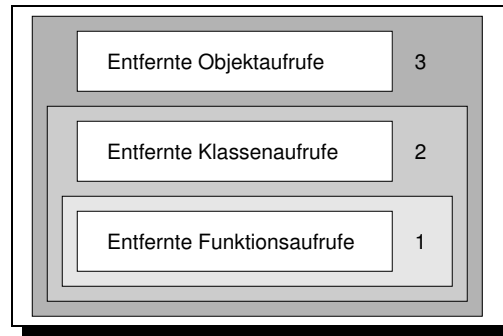 Entfernte Objektaufrufe 3
Entfernte Klassenaufrufe 2
Entfernte Funktionsaufrufe 1